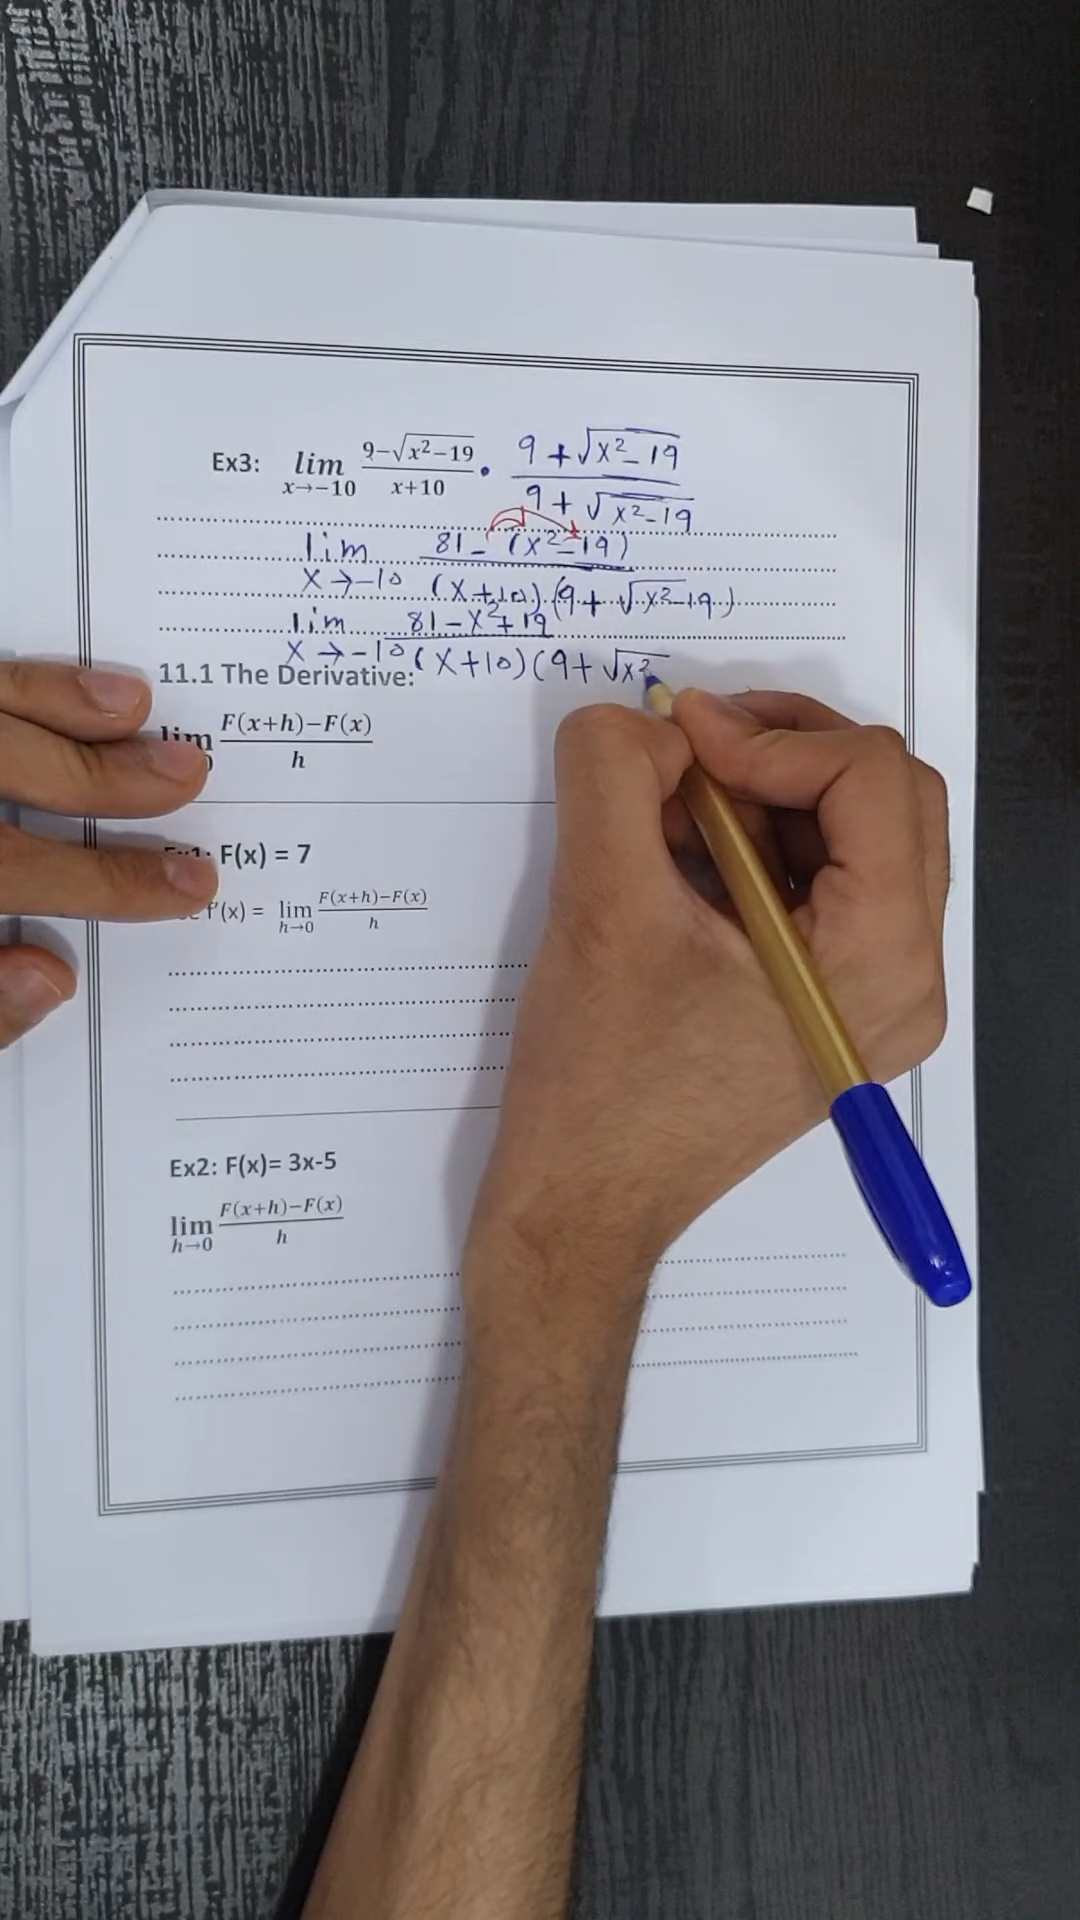 Ex3: lim x→−10 9−√x²−19 / x+10 • 9 + √x² − 19 / 9 + √x² − 19
lim x → −10 81 − (x² − 19) / (x + 10) (9 + √x² − 19)
lim x → −10 81 − x² + 19 / (x + 10) (9 + √x²
11.1 The Derivative:
lim F(x+h)−F(x) / h
F(x) = 7
f'(x) = lim h→0 F(x+h)−F(x) / h
Ex2: F(x)= 3x-5
lim h→0 F(x+h)−F(x) / h